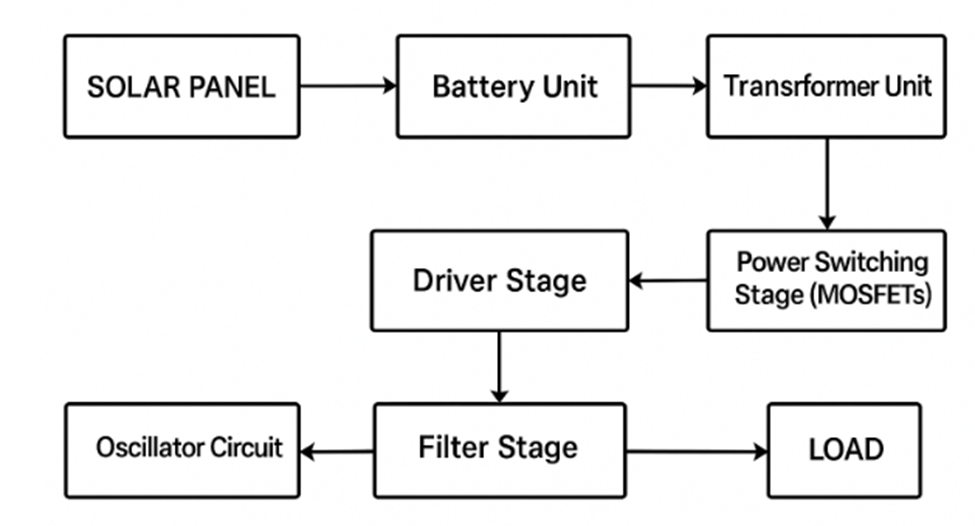 SOLAR PANEL
Battery Unit
Transrformer Unit
Driver Stage
Power Switching
Stage (MOSFETs)
Oscillator Circuit
Filter Stage
LOAD